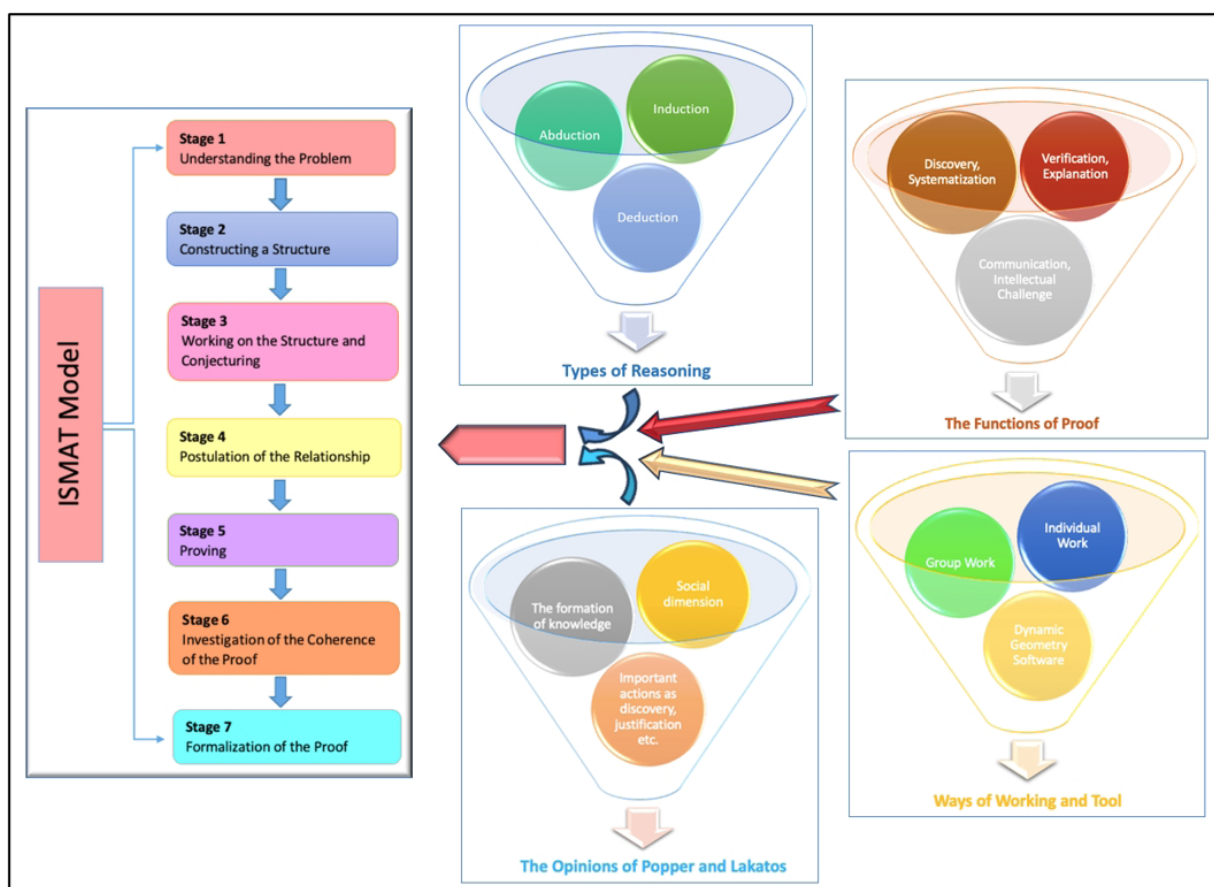 ISMAT Model
Stage 1
Understanding the Problem
Stage 2
Constructing a Structure
Stage 3
Working on the Structure and
Conjecturing
Stage 4
Postulation of the Relationship
Stage 5
Proving
Stage 6
Investigation of the Coherence
of the Proof
Stage 7
Formalization of the Proof
Abduction
Induction
Deduction
Types of Reasoning
Discovery,
Systematization
Verification,
Explanation
Communication,
Intellectual
Challenge
The Functions of Proof
The formation
of knowledge
Social
dimension
Important
actions as
discovery,
justification
etc.
The Opinions of Popper and Lakatos
Group Work
Individual
Work
Dynamic
Geometry
Software
Ways of Working and Tool